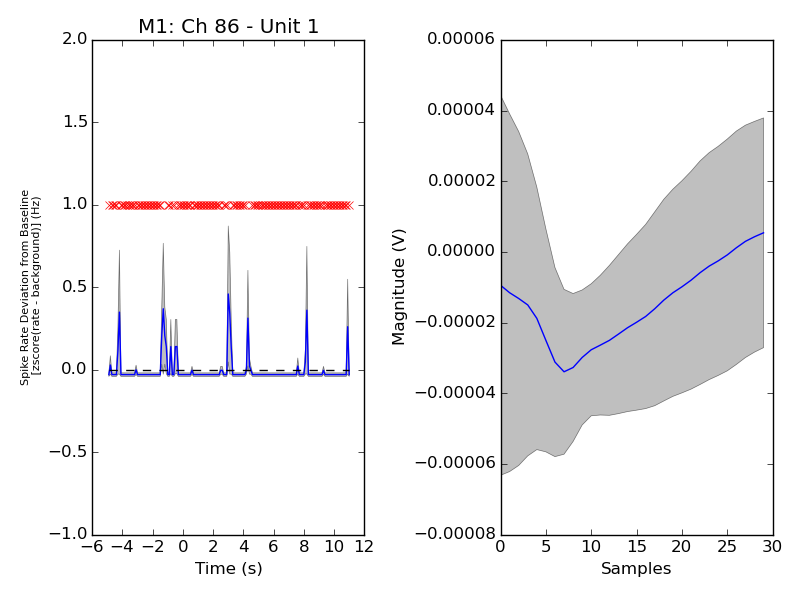 M1: Ch 86 - Unit 1
2.0
1.5
1.0
0.5
0.0
−0.5
−1.0
Spike Rate Deviation from Baseline
[zscore(rate - background)] (Hz)
−6 −4 −2 0 2 4 6 8 10 12
Time (s)
0.00006
0.00004
0.00002
0.00000
−0.00002
−0.00004
−0.00006
−0.00008
Magnitude (V)
0 5 10 15 20 25 30
Samples